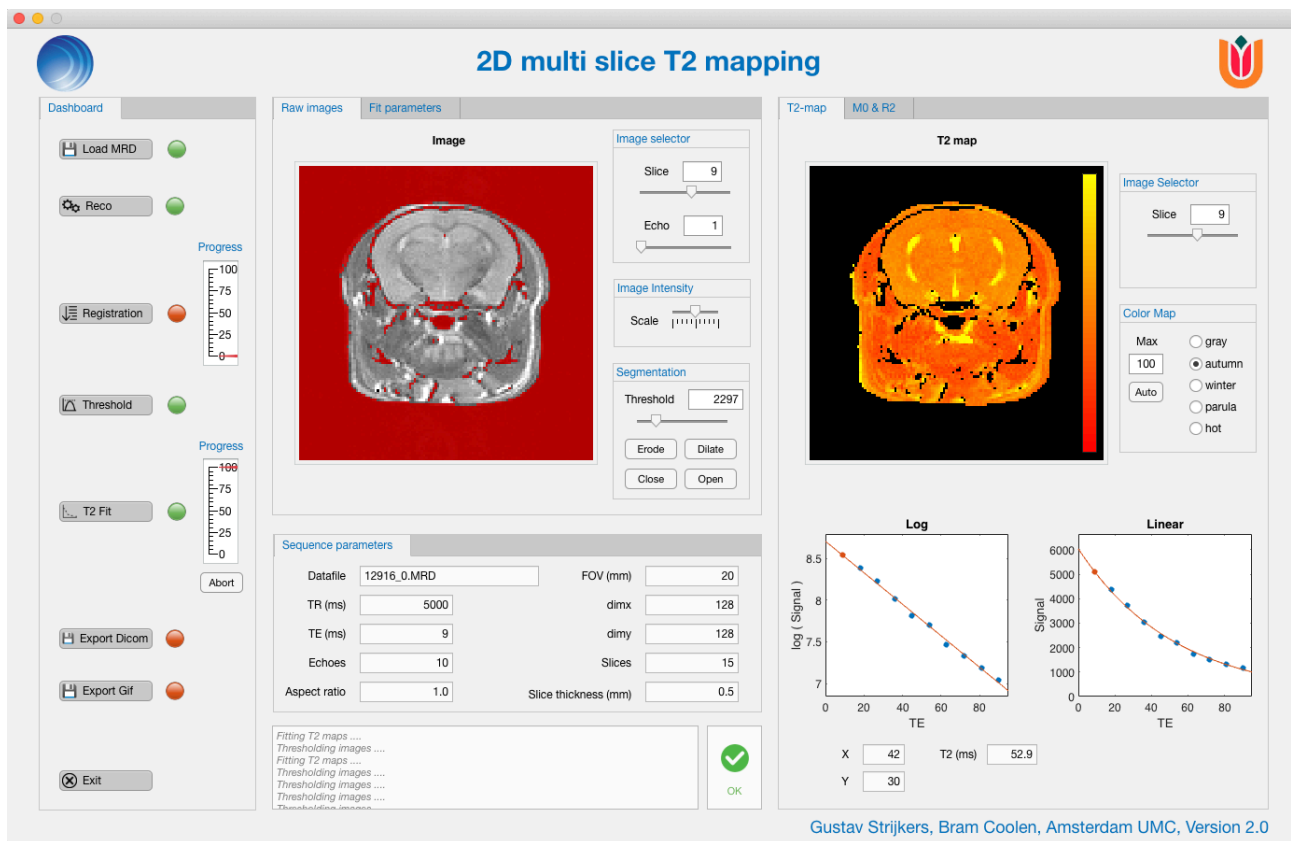 2D multi slice T2 mapping
Dashboard
Load MRD
Reco
Progress
100
75
50
25
0
Registration
Threshold
Progress
100
75
50
25
0
T2 Fit
Abort
Export Dicom
Export Gif
Exit
Raw images Fit parameters
Image
Image selector
Slice 9
Echo 1
Image Intensity
Scale
Segmentation
Threshold 2297
Erode Dilate
Close Open
Sequence parameters
Datafile 12916_0.MRD FOV (mm) 20
TR (ms) 5000 dimx 128
TE (ms) 9 dimy 128
Echoes 10 Slices 15
Aspect ratio 1.0 Slice thickness (mm) 0.5
Fitting T2 maps ....
Thresholding images ....
Fitting T2 maps ....
Thresholding images ....
Thresholding images ....
Thresholding images ....
Thresholding images
OK
T2-map M0 & R2
T2 map
Image Selector
Slice 9
Color Map
Max gray
100 autumn
Auto winter
parula
hot
Log
8.5
8
7.5
7
log ( Signal )
0 20 40 60 80
TE
Linear
6000
5000
4000
3000
2000
1000
0
Signal
0 20 40 60 80
TE
X 42 T2 (ms) 52.9
Y 30
Gustav Strijkers, Bram Coolen, Amsterdam UMC, Version 2.0